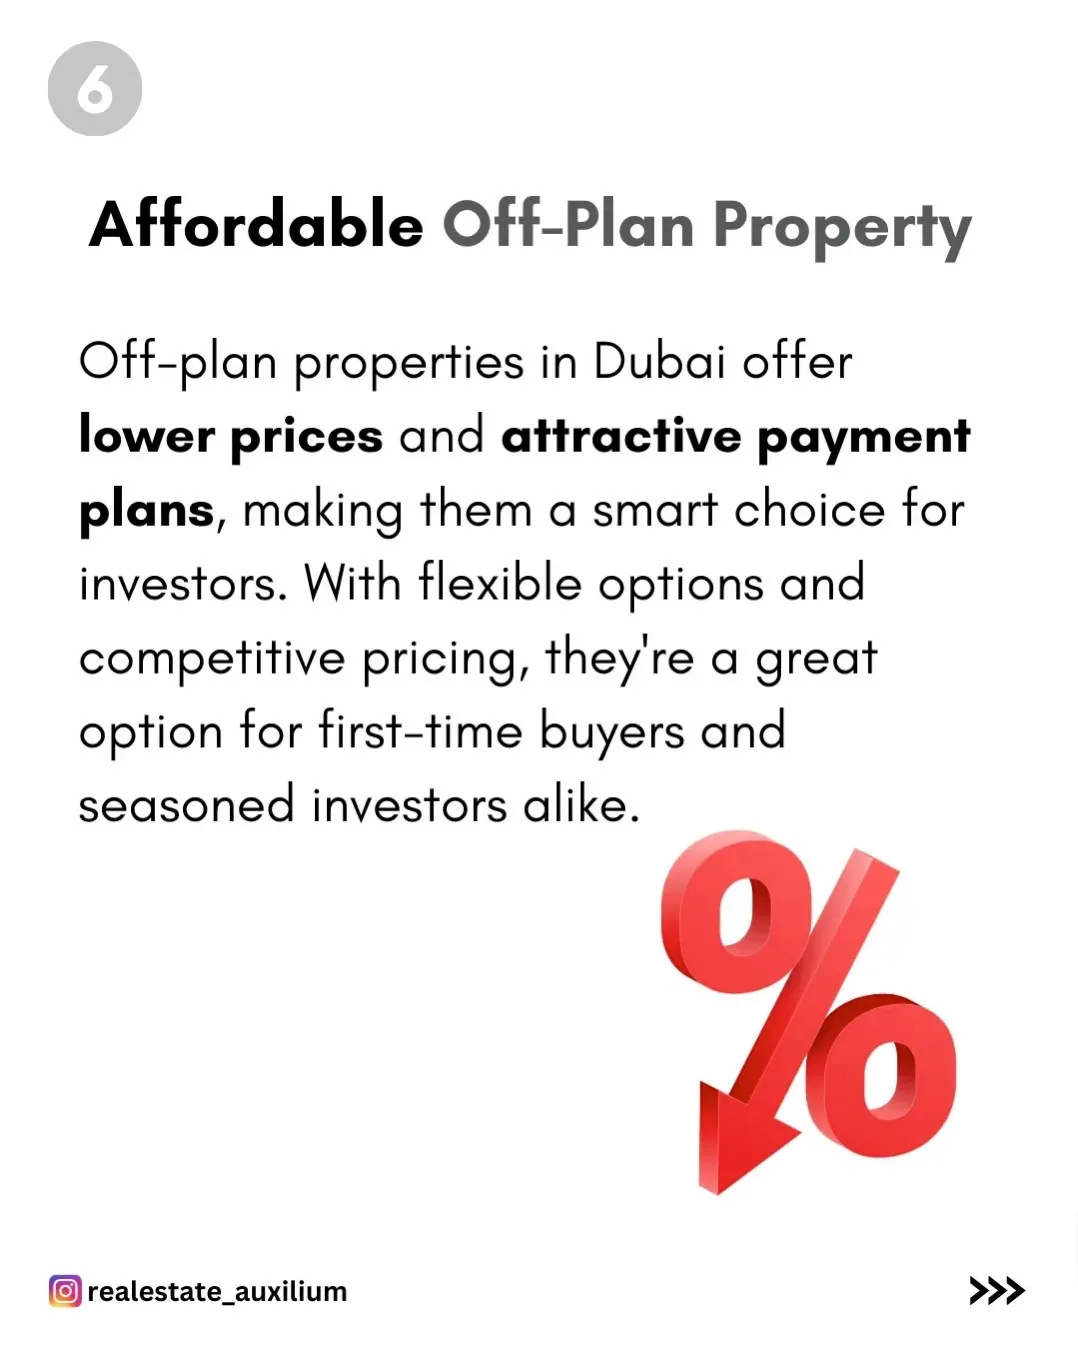 6
Affordable Off-Plan Property
Off-plan properties in Dubai offer
lower prices and attractive payment
plans, making them a smart choice for
investors. With flexible options and
competitive pricing, they're a great
option for first-time buyers and
seasoned investors alike.
%
realestate_auxilium